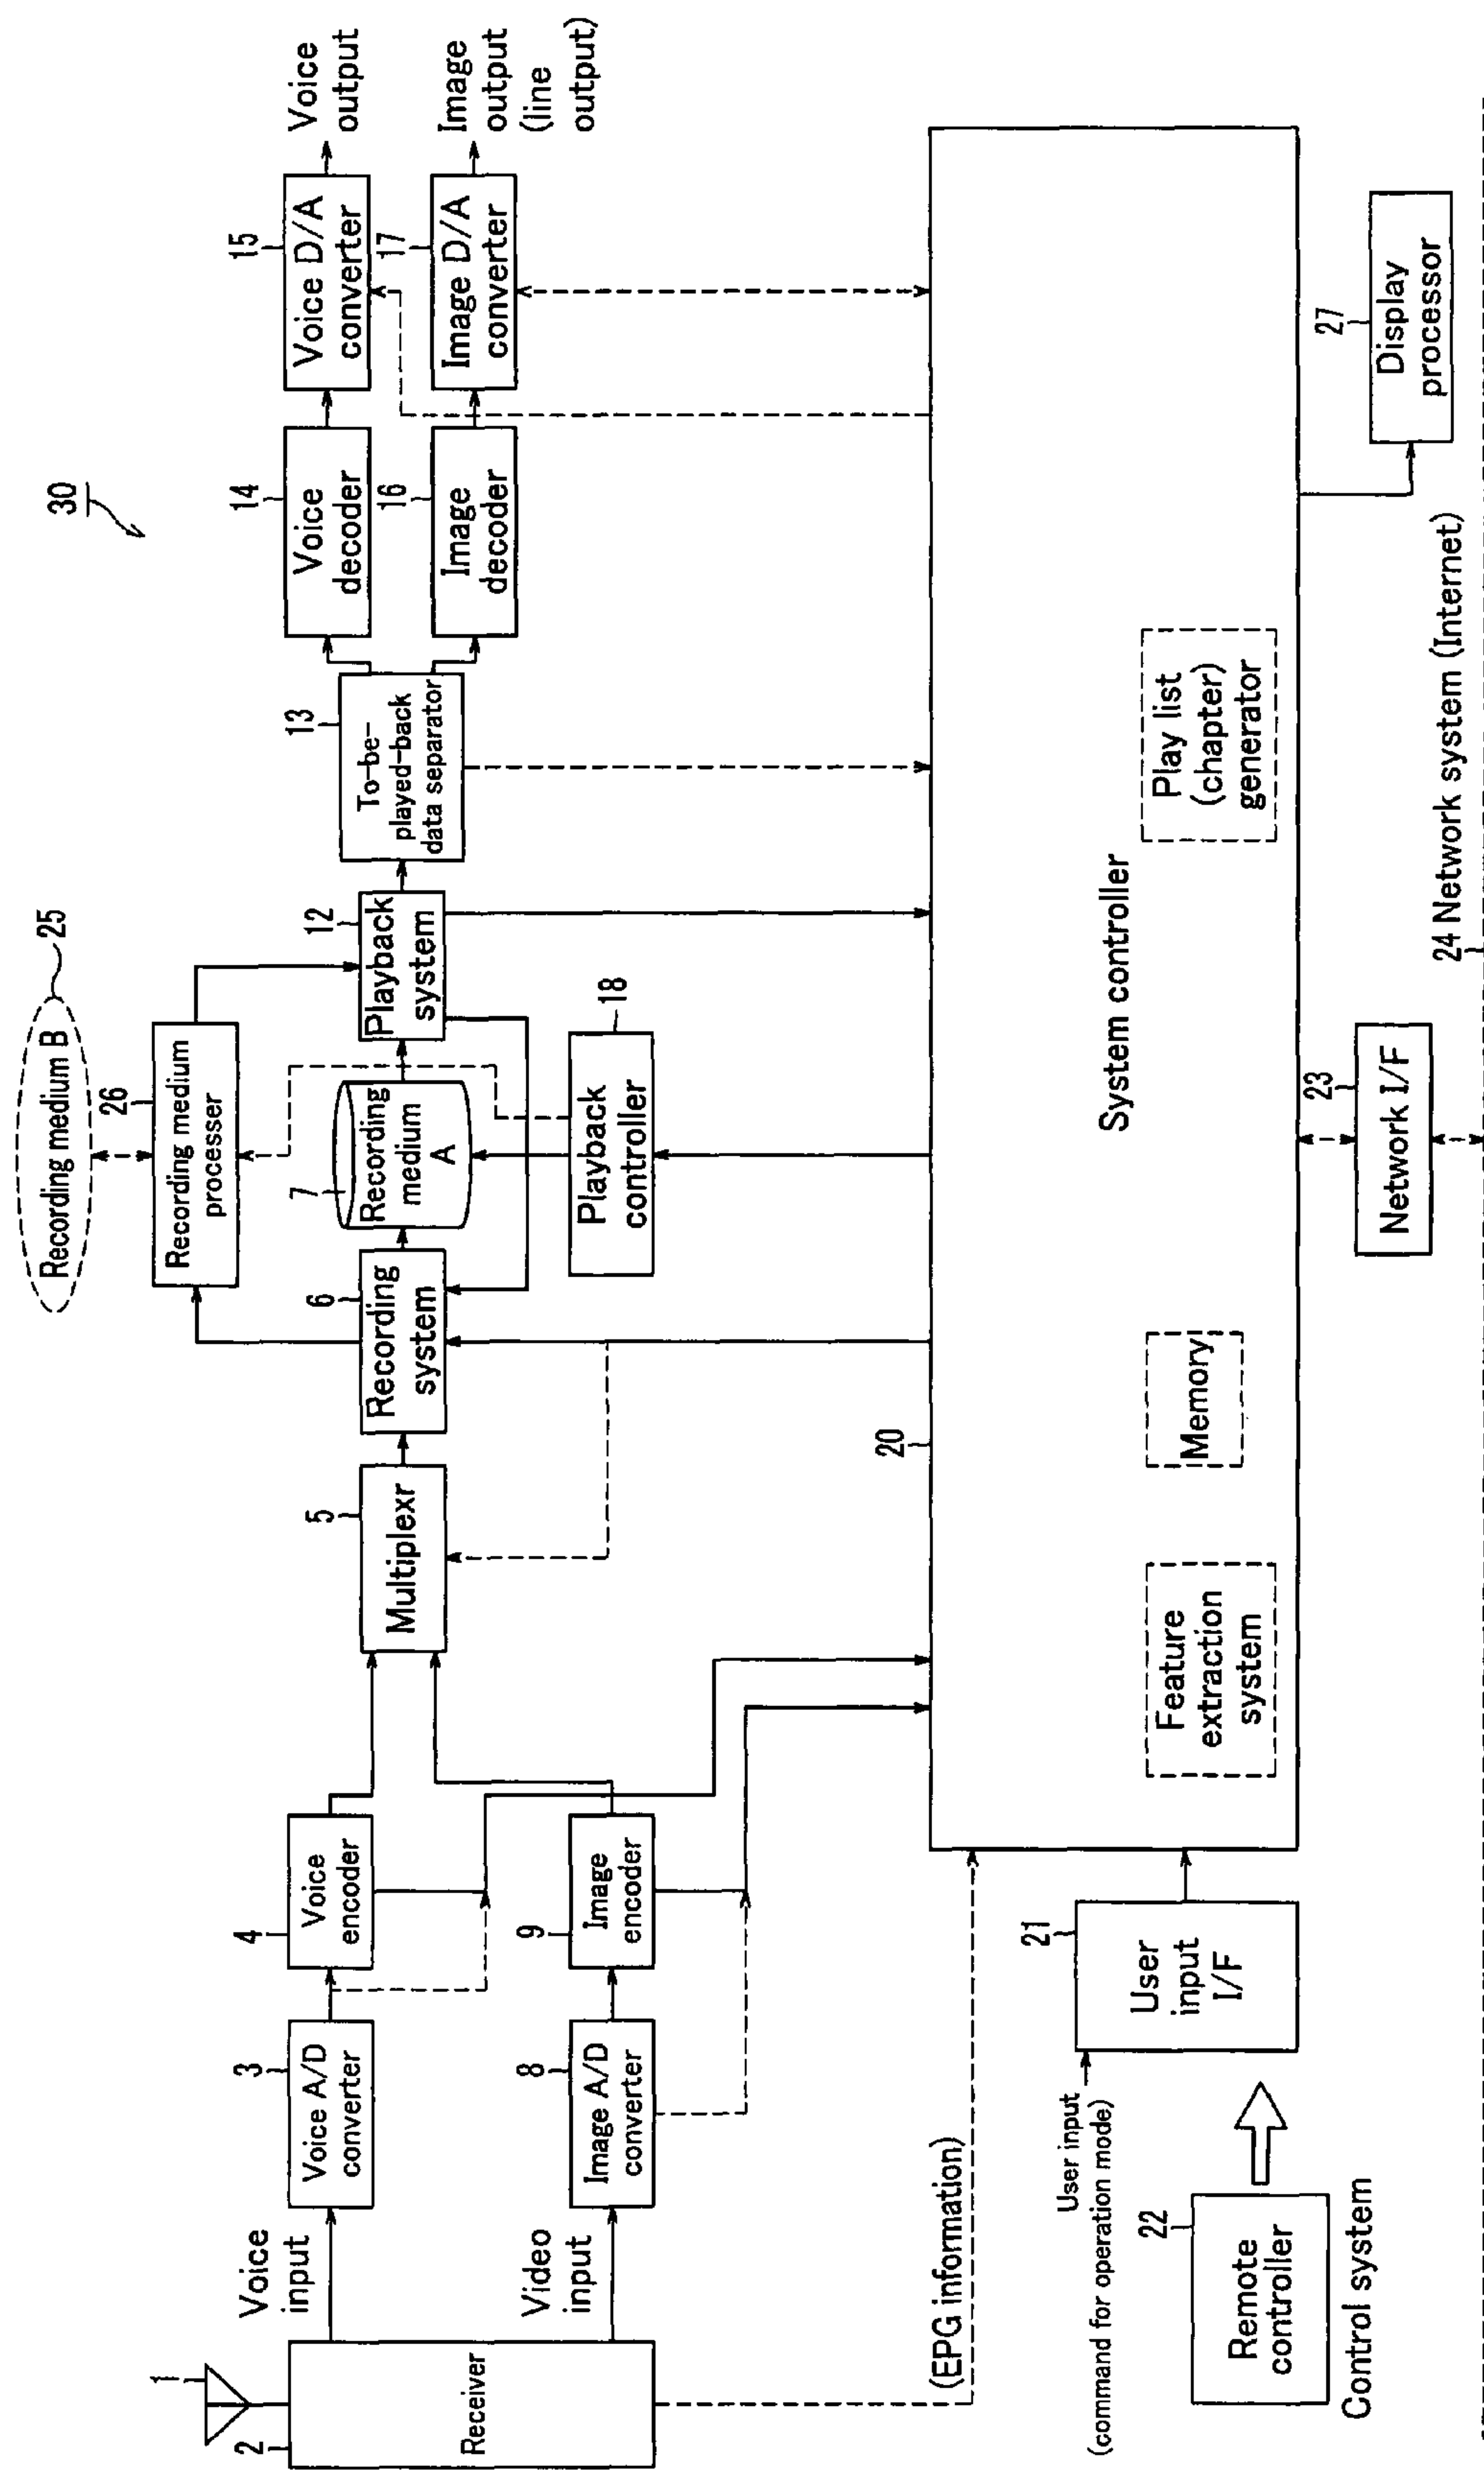 30
1
2
Receiver
Voice
input
Video
input
3
Voice A/D
converter
8
Image A/D
converter
4
Voice
encoder
9
Image
encoder
5
Multiplexr
6
Recording
system
7
Recording
medium
A
Recording medium B
25
26
Recording medium
processer
12
Playback
system
18
Playback
controller
13
To-be-
played-back
data separator
14
Voice
decoder
16
Image
decoder
15
Voice D/A
converter
17
Image D/A
converter
Voice
output
Image
output
(line
output)
(EPG information)
20
System controller
Feature
extraction
system
Memory
Play list
(chapter)
generator
User input
(command for operation mode)
21
User
input
I/F
22
Remote
controller
Control system
23
Network I/F
24 Network system (Internet)
27
Display
processor